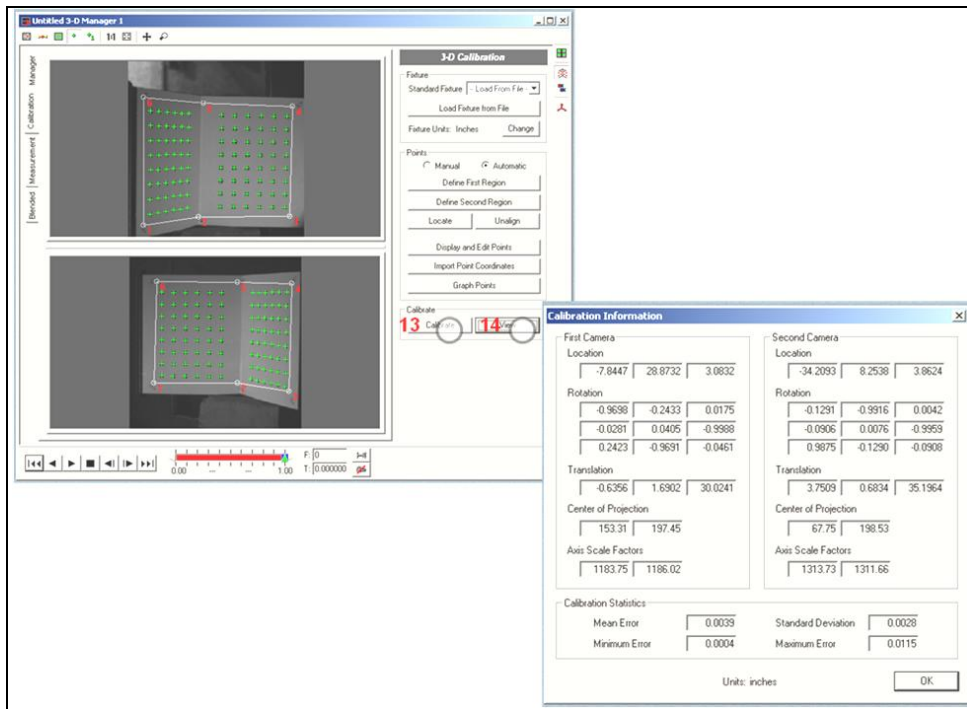 Untitled 3-D Manager 1
1:1
Manager
Calibration
Measurement
Blended
3-D Calibration
Fixture
Standard Fixture - Load From File -
Load Fixture from File
Fixture Units: Inches Change
Points
Manual Automatic
Define First Region
Define Second Region
Locate Unalign
Display and Edit Points
Import Point Coordinates
Graph Points
Calibrate
13 Calibrate 14 View
F: 0
T: 0.000000
0.00 ... ... 1.00
Calibration Information
First Camera
Location
-7.8447 28.8732 3.0832
Rotation
-0.9698 -0.2433 0.0175
-0.0281 0.0405 -0.9988
0.2423 -0.9691 -0.0461
Translation
-0.6356 1.6902 30.0241
Center of Projection
153.31 197.45
Axis Scale Factors
1183.75 1186.02
Second Camera
Location
-34.2093 8.2538 3.8624
Rotation
-0.1291 -0.9916 0.0042
-0.0906 0.0076 -0.9959
0.9875 -0.1290 -0.0908
Translation
3.7509 0.6834 35.1964
Center of Projection
67.75 198.53
Axis Scale Factors
1313.73 1311.66
Calibration Statistics
Mean Error 0.0039 Standard Deviation 0.0028
Minimum Error 0.0004 Maximum Error 0.0115
Units: inches
OK